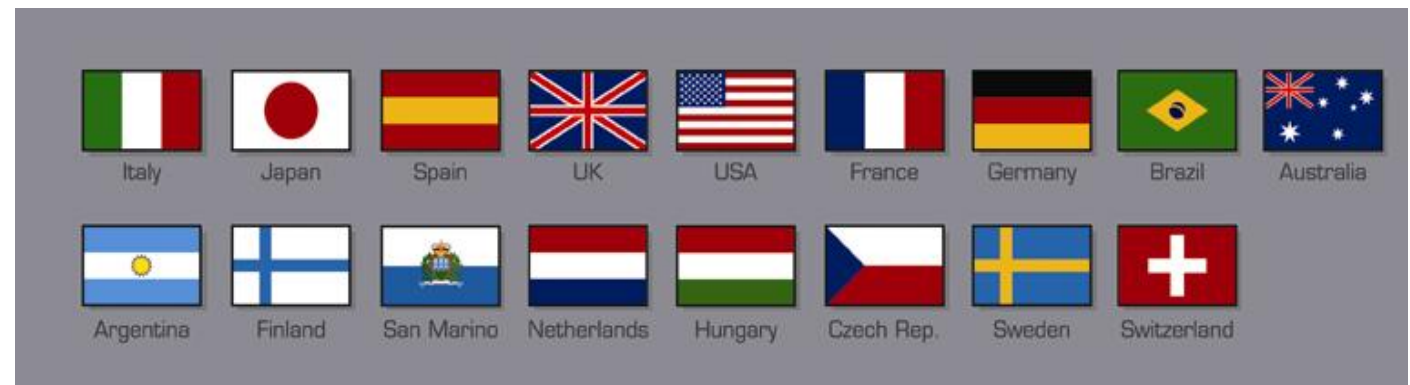 Italy Japan Spain UK USA France Germany Brazil Australia
Argentina Finland San Marino Netherlands Hungary Czech Rep. Sweden Switzerland